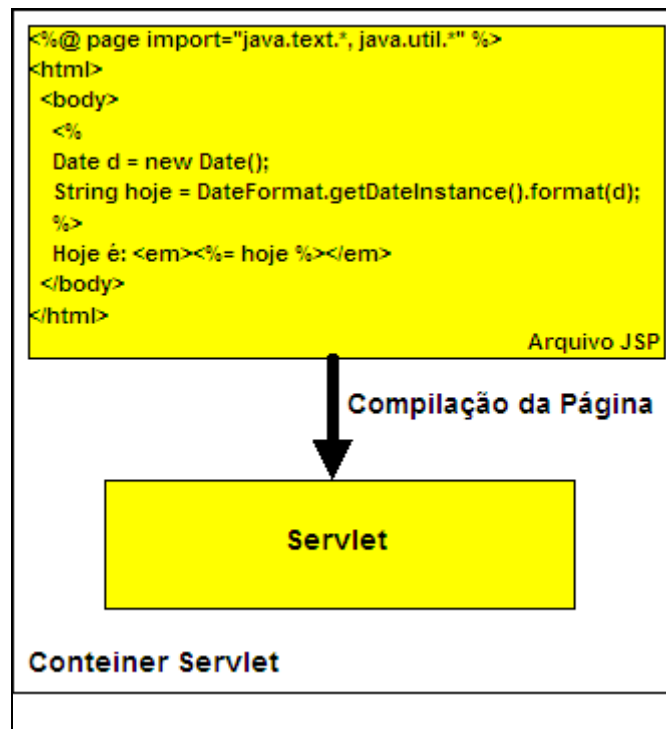 <%@ page import="java.text.*, java.util.*" %>
<html>
<body>
<%
Date d = new Date();
String hoje = DateFormat.getDateInstance().format(d);
%>
Hoje é: <em><%= hoje %></em>
</body>
</html>
Arquivo JSP
Compilação da Página
Servlet
Conteiner Servlet